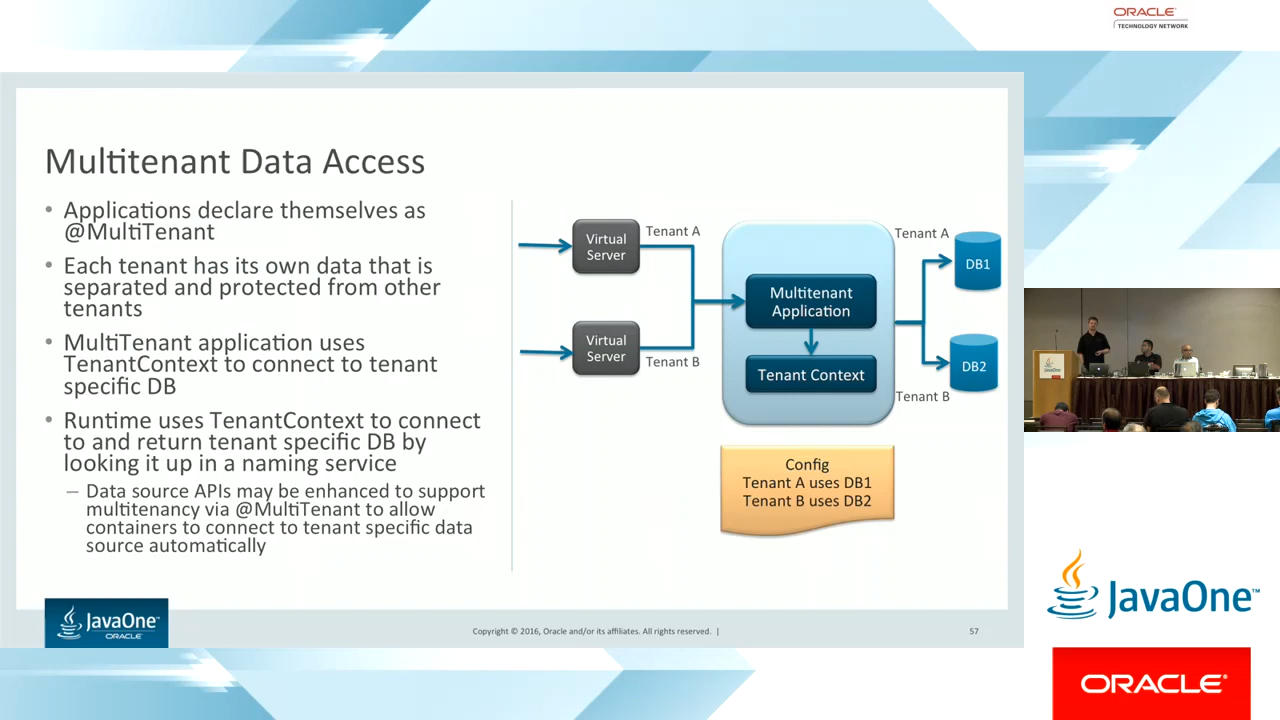 ORACLE
TECHNOLOGY NETWORK
Multitenant Data Access
• Applications declare themselves as
@MultiTenant
• Each tenant has its own data that is
separated and protected from other
tenants
• MultiTenant application uses
TenantContext to connect to tenant
specific DB
• Runtime uses TenantContext to connect
to and return tenant specific DB by
looking it up in a naming service
– Data source APIs may be enhanced to support
multitenancy via @MultiTenant to allow
containers to connect to tenant specific data
source automatically
Virtual
Server
Tenant A
Virtual
Server
Tenant B
Multitenant
Application
Tenant Context
Tenant A
DB1
DB2
Tenant B
Config
Tenant A uses DB1
Tenant B uses DB2
JavaOne™
ORACLE
Copyright © 2016, Oracle and/or its affiliates. All rights reserved. |
57
JavaOne
JavaOne™
ORACLE®